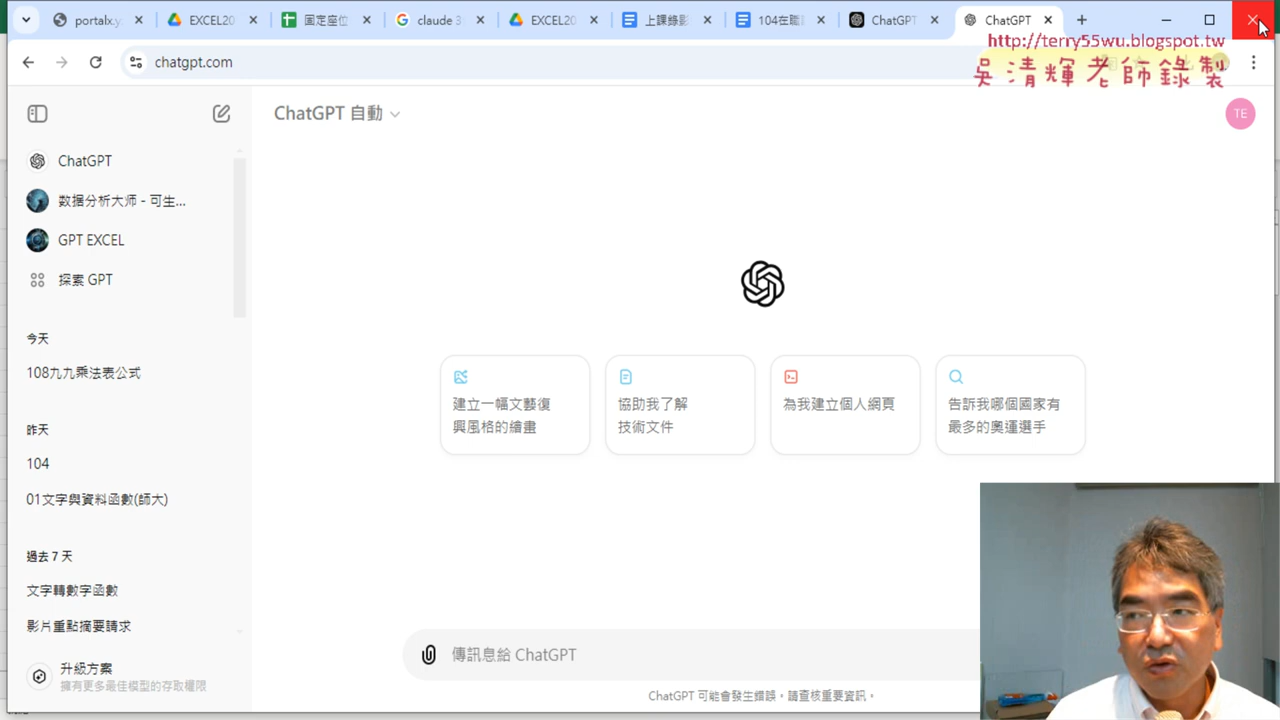 portalx.y
EXCEL20
固定座位
claude 3
EXCEL20
上課錄影
104在職
ChatGPT
ChatGPT
http://terry55wu.blogspot.tw
chatgpt.com
吳清輝老師錄製
ChatGPT 自動
TE
ChatGPT
数据分析大师 - 可生...
GPT EXCEL
探索 GPT
今天
108九九乘法表公式
昨天
104
01文字與資料函數(師大)
過去 7 天
文字轉數字函數
影片重點摘要請求
升級方案
擁有更多最佳模型的存取權限
建立一幅文藝復
興風格的繪畫
協助我了解
技術文件
為我建立個人網頁
告訴我哪個國家有
最多的奧運選手
傳訊息給 ChatGPT
ChatGPT 可能會發生錯誤。請查核重要資訊。